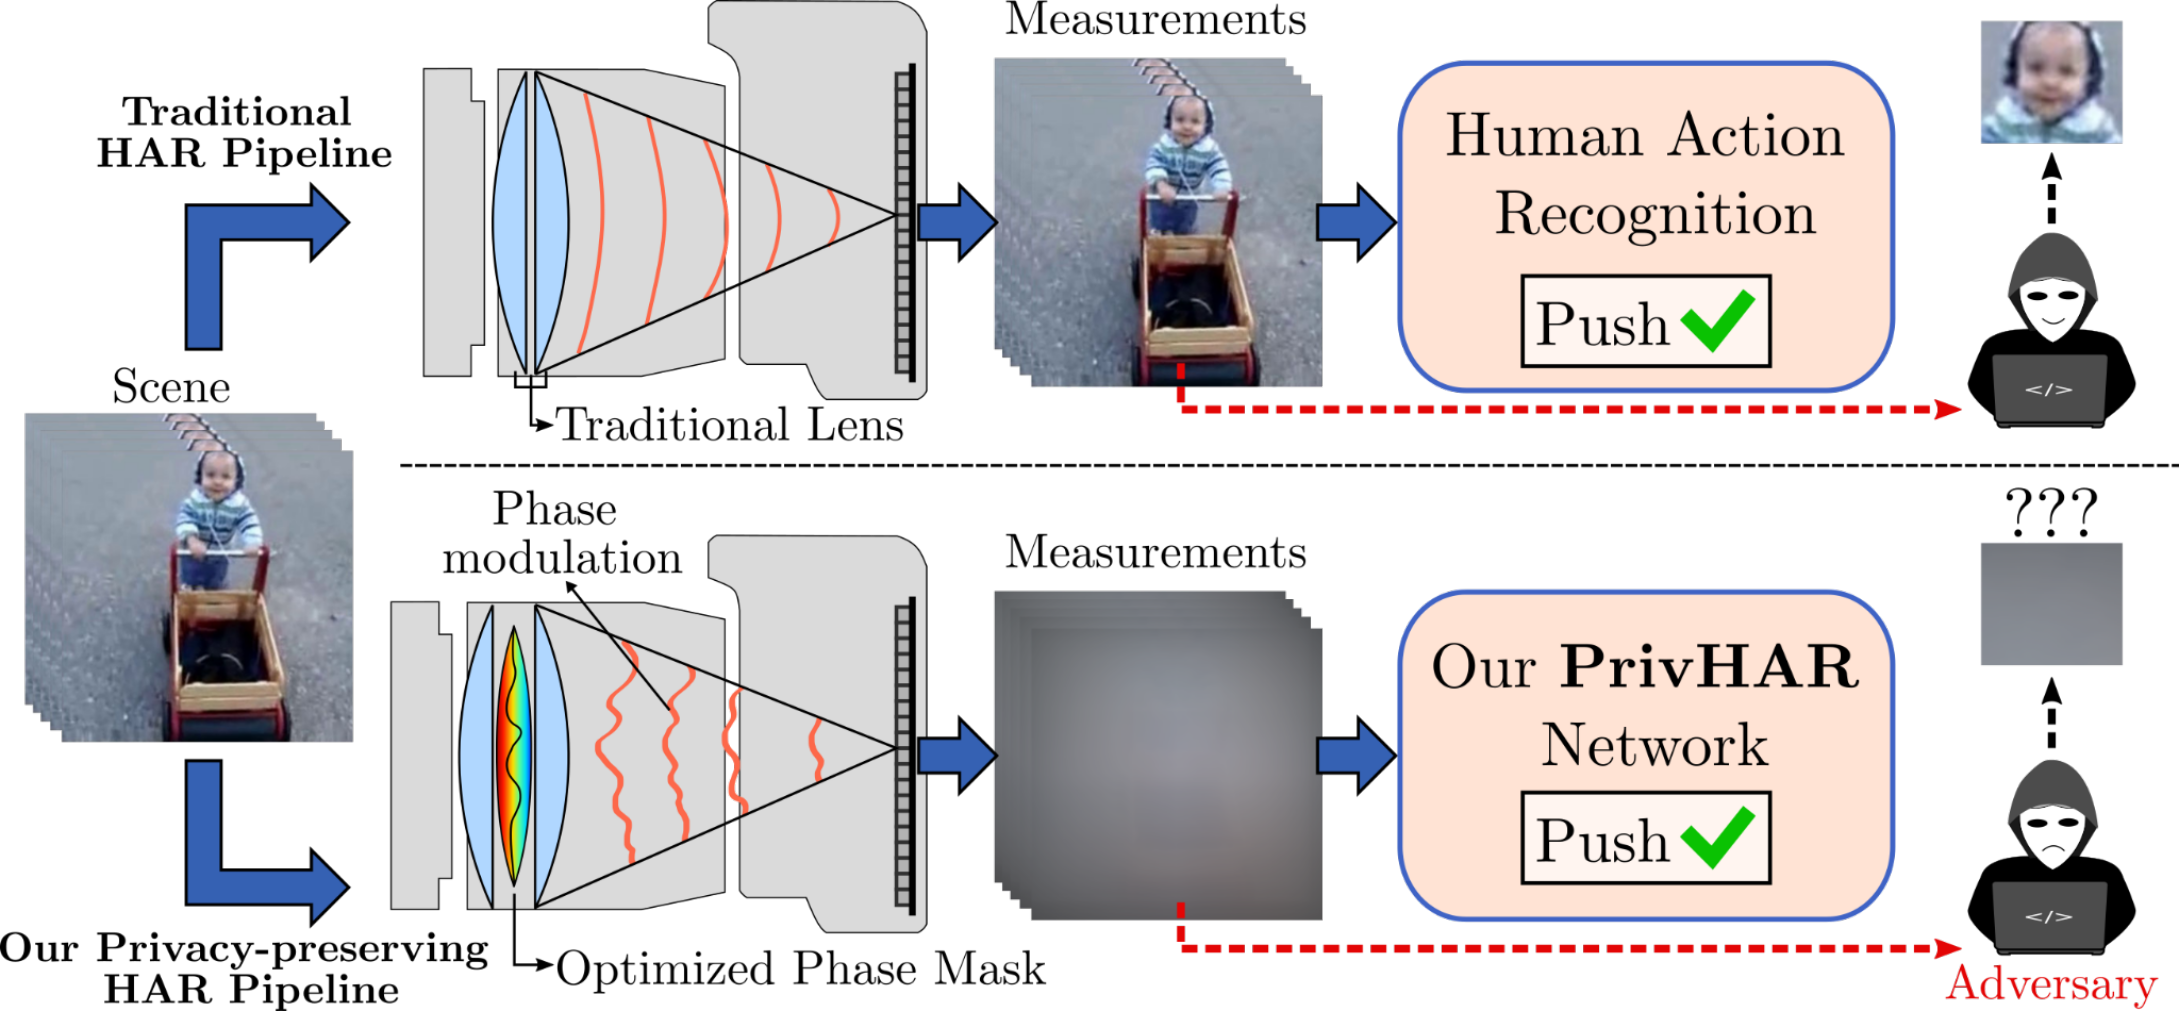 Traditional
HAR Pipeline
Scene
Traditional Lens
Measurements
Human Action
Recognition
Push
</>
Phase
modulation
Optimized Phase Mask
Measurements
Our PrivHAR
Network
Push
???
</>
Adversary
Our Privacy-preserving
HAR Pipeline